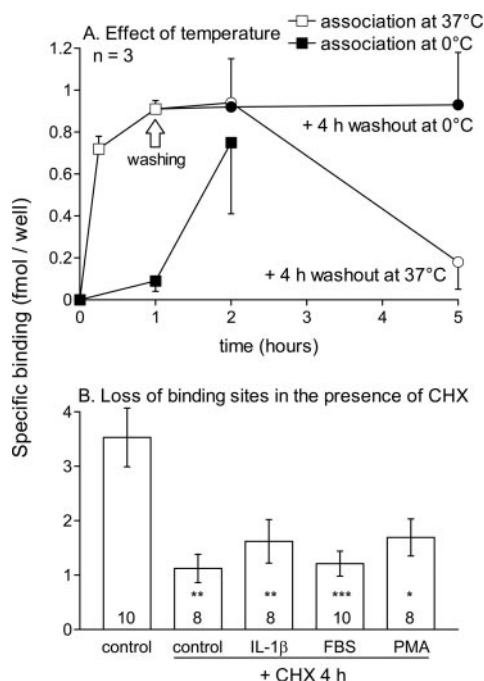 A. Effect of temperature
n = 3
association at 37°C
association at 0°C
1.2
1
0.8
0.6
0.4
0.2
0
washing
+ 4 h washout at 0°C
+ 4 h washout at 37°C
0
1
2
3
4
5
time (hours)
Specific binding (fmol / well)
B. Loss of binding sites in the presence of CHX
4
3
2
1
0
** ** *** *
10 8 8 10 8
control control IL-1β FBS PMA
+ CHX 4 h